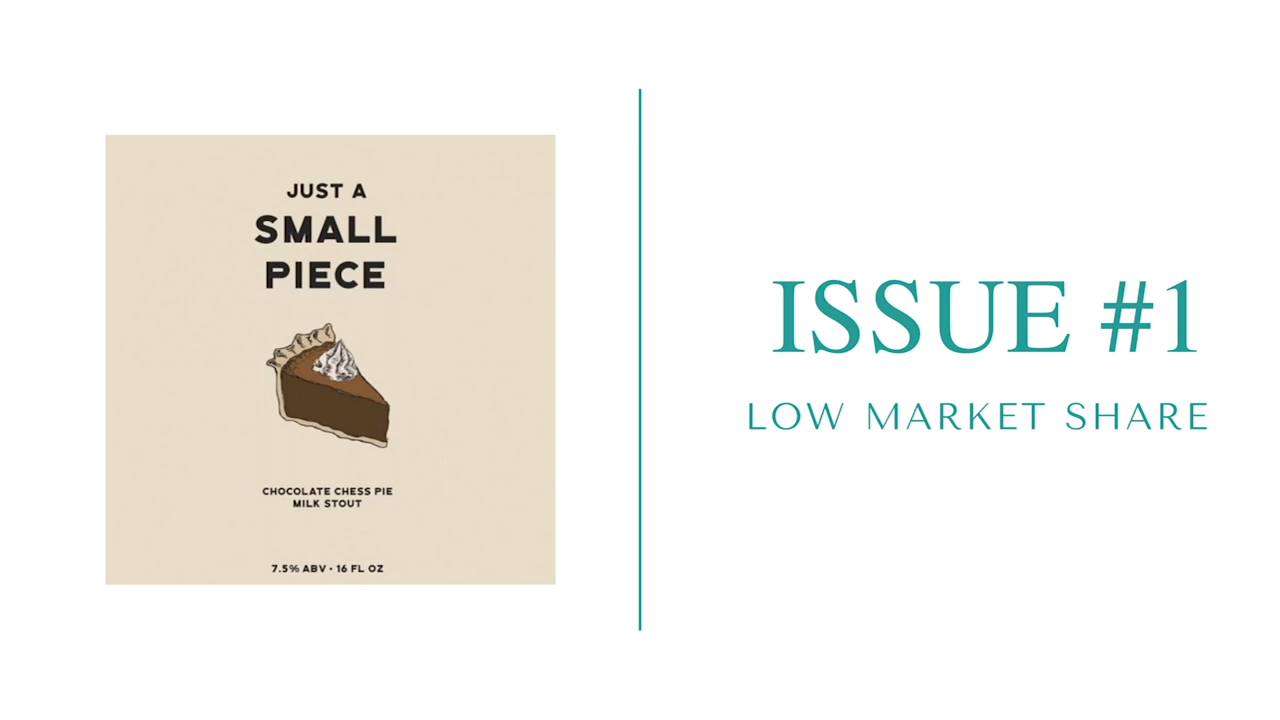 JUST A
SMALL
PIECE
CHOCOLATE CHESS PIE
MILK STOUT
7.5% ABV • 16 FL OZ
ISSUE #1
LOW MARKET SHARE